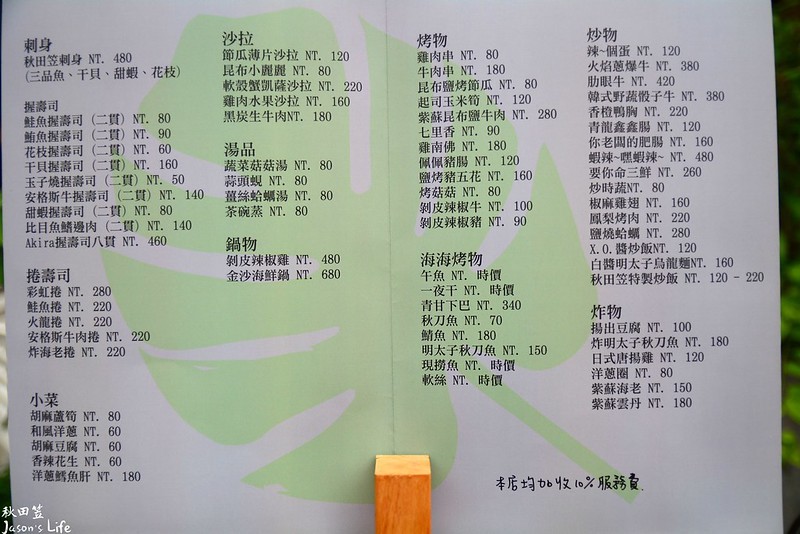 刺身
秋田笠刺身 NT. 480
(三品魚、干貝、甜蝦、花枝)
握壽司
鮭魚握壽司 (二貫) NT. 80
鮪魚握壽司 (二貫) NT. 90
花枝握壽司 (二貫) NT. 60
干貝握壽司 (二貫) NT. 160
玉子燒握壽司 (二貫) NT. 50
安格斯牛握壽司 (二貫) NT. 140
甜蝦握壽司 (二貫) NT. 80
比目魚鰭邊肉 (二貫) NT. 140
Akira握壽司八貫 NT. 460
捲壽司
彩虹捲 NT. 280
鮭魚捲 NT. 220
火龍捲 NT. 220
安格斯牛肉捲 NT. 220
炸海老捲 NT. 220
小菜
胡麻蘆筍 NT. 80
和風洋蔥 NT. 60
胡麻豆腐 NT. 60
香辣花生 NT. 60
洋蔥鱈魚肝 NT. 180
沙拉
節瓜薄片沙拉 NT. 120
昆布小麗麗 NT. 80
軟殼蟹凱薩沙拉 NT. 220
雞肉水果沙拉 NT. 160
黑炭生牛肉NT. 180
湯品
蔬菜菇菇湯 NT. 80
蒜頭蜆 NT. 80
薑絲蛤蠣湯 NT. 80
茶碗蒸 NT. 80
鍋物
剝皮辣椒雞 NT. 480
金沙海鮮鍋 NT. 680
烤物
雞肉串 NT. 80
牛肉串 NT. 180
昆布鹽烤節瓜 NT. 80
起司玉米筍 NT. 120
紫蘇昆布鹽牛肉 NT. 280
七里香 NT. 90
雞南佛 NT. 180
佩佩豬腸 NT. 120
鹽烤豬五花 NT. 160
烤菇菇 NT. 80
剝皮辣椒牛 NT. 100
剝皮辣椒豬 NT. 90
海海烤物
午魚 NT. 時價
一夜干 NT. 時價
青甘下巴 NT. 340
秋刀魚 NT. 70
鯖魚 NT. 180
明太子秋刀魚 NT. 150
現撈魚 NT. 時價
軟絲 NT. 時價
炒物
辣~個蛋 NT. 120
火焰蔥爆牛 NT. 380
肋眼牛 NT. 420
韓式野蔬骰子牛 NT. 380
香橙鴨胸 NT. 220
青龍鑫鑫腸 NT. 120
你老闆的肥腸 NT. 160
蝦辣~嘿蝦辣~ NT. 480
要你命三鮮 NT. 260
炒時蔬NT. 80
椒麻雞翅 NT. 160
鳳梨烤肉 NT. 220
鹽燒蛤蠣 NT. 280
X.O.醬炒飯NT. 120
白醬明太子烏龍麵NT. 160
秋田笠特製炒飯 NT. 120 - 220
炸物
揚出豆腐 NT. 100
炸明太子秋刀魚 NT. 180
日式唐揚雞 NT. 120
洋蔥圈 NT. 80
紫蘇海老 NT. 150
紫蘇雲丹 NT. 180
本店均加收10%服務費.
秋田笠
Jason's Life